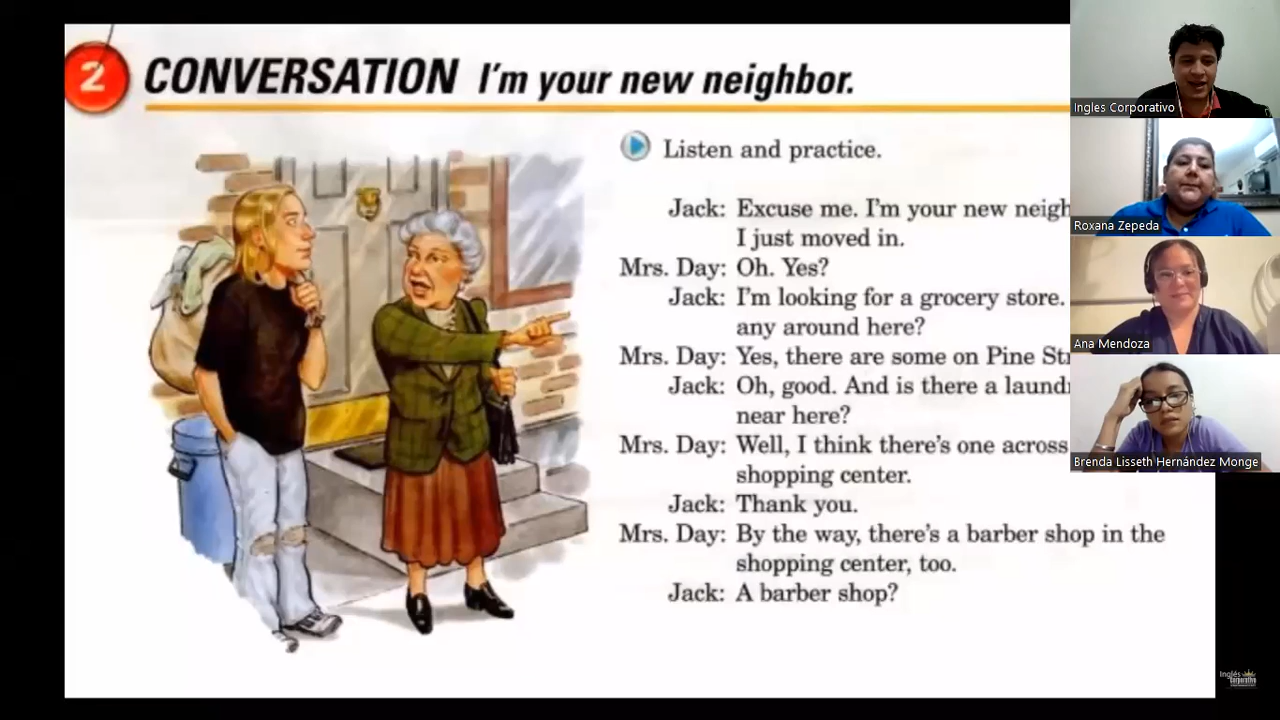 2 CONVERSATION I'm your new neighbor.
Listen and practice.
Jack: Excuse me. I'm your new
I just moved in.
Mrs. Day: Oh. Yes?
Jack: I'm looking for a grocery store.
any around here?
Mrs. Day: Yes, there are some on Pine
Jack: Oh, good. And is there a
near here?
Mrs. Day: Well, I think there's one across
shopping center.
Jack: Thank you.
Mrs. Day: By the way, there's a barber shop in the
shopping center, too.
Jack: A barber shop?
Ingles Corporativo
Roxana Zepeda
Ana Mendoza
Brenda Lisseth Hernández Monge
Inglés
Corporativo